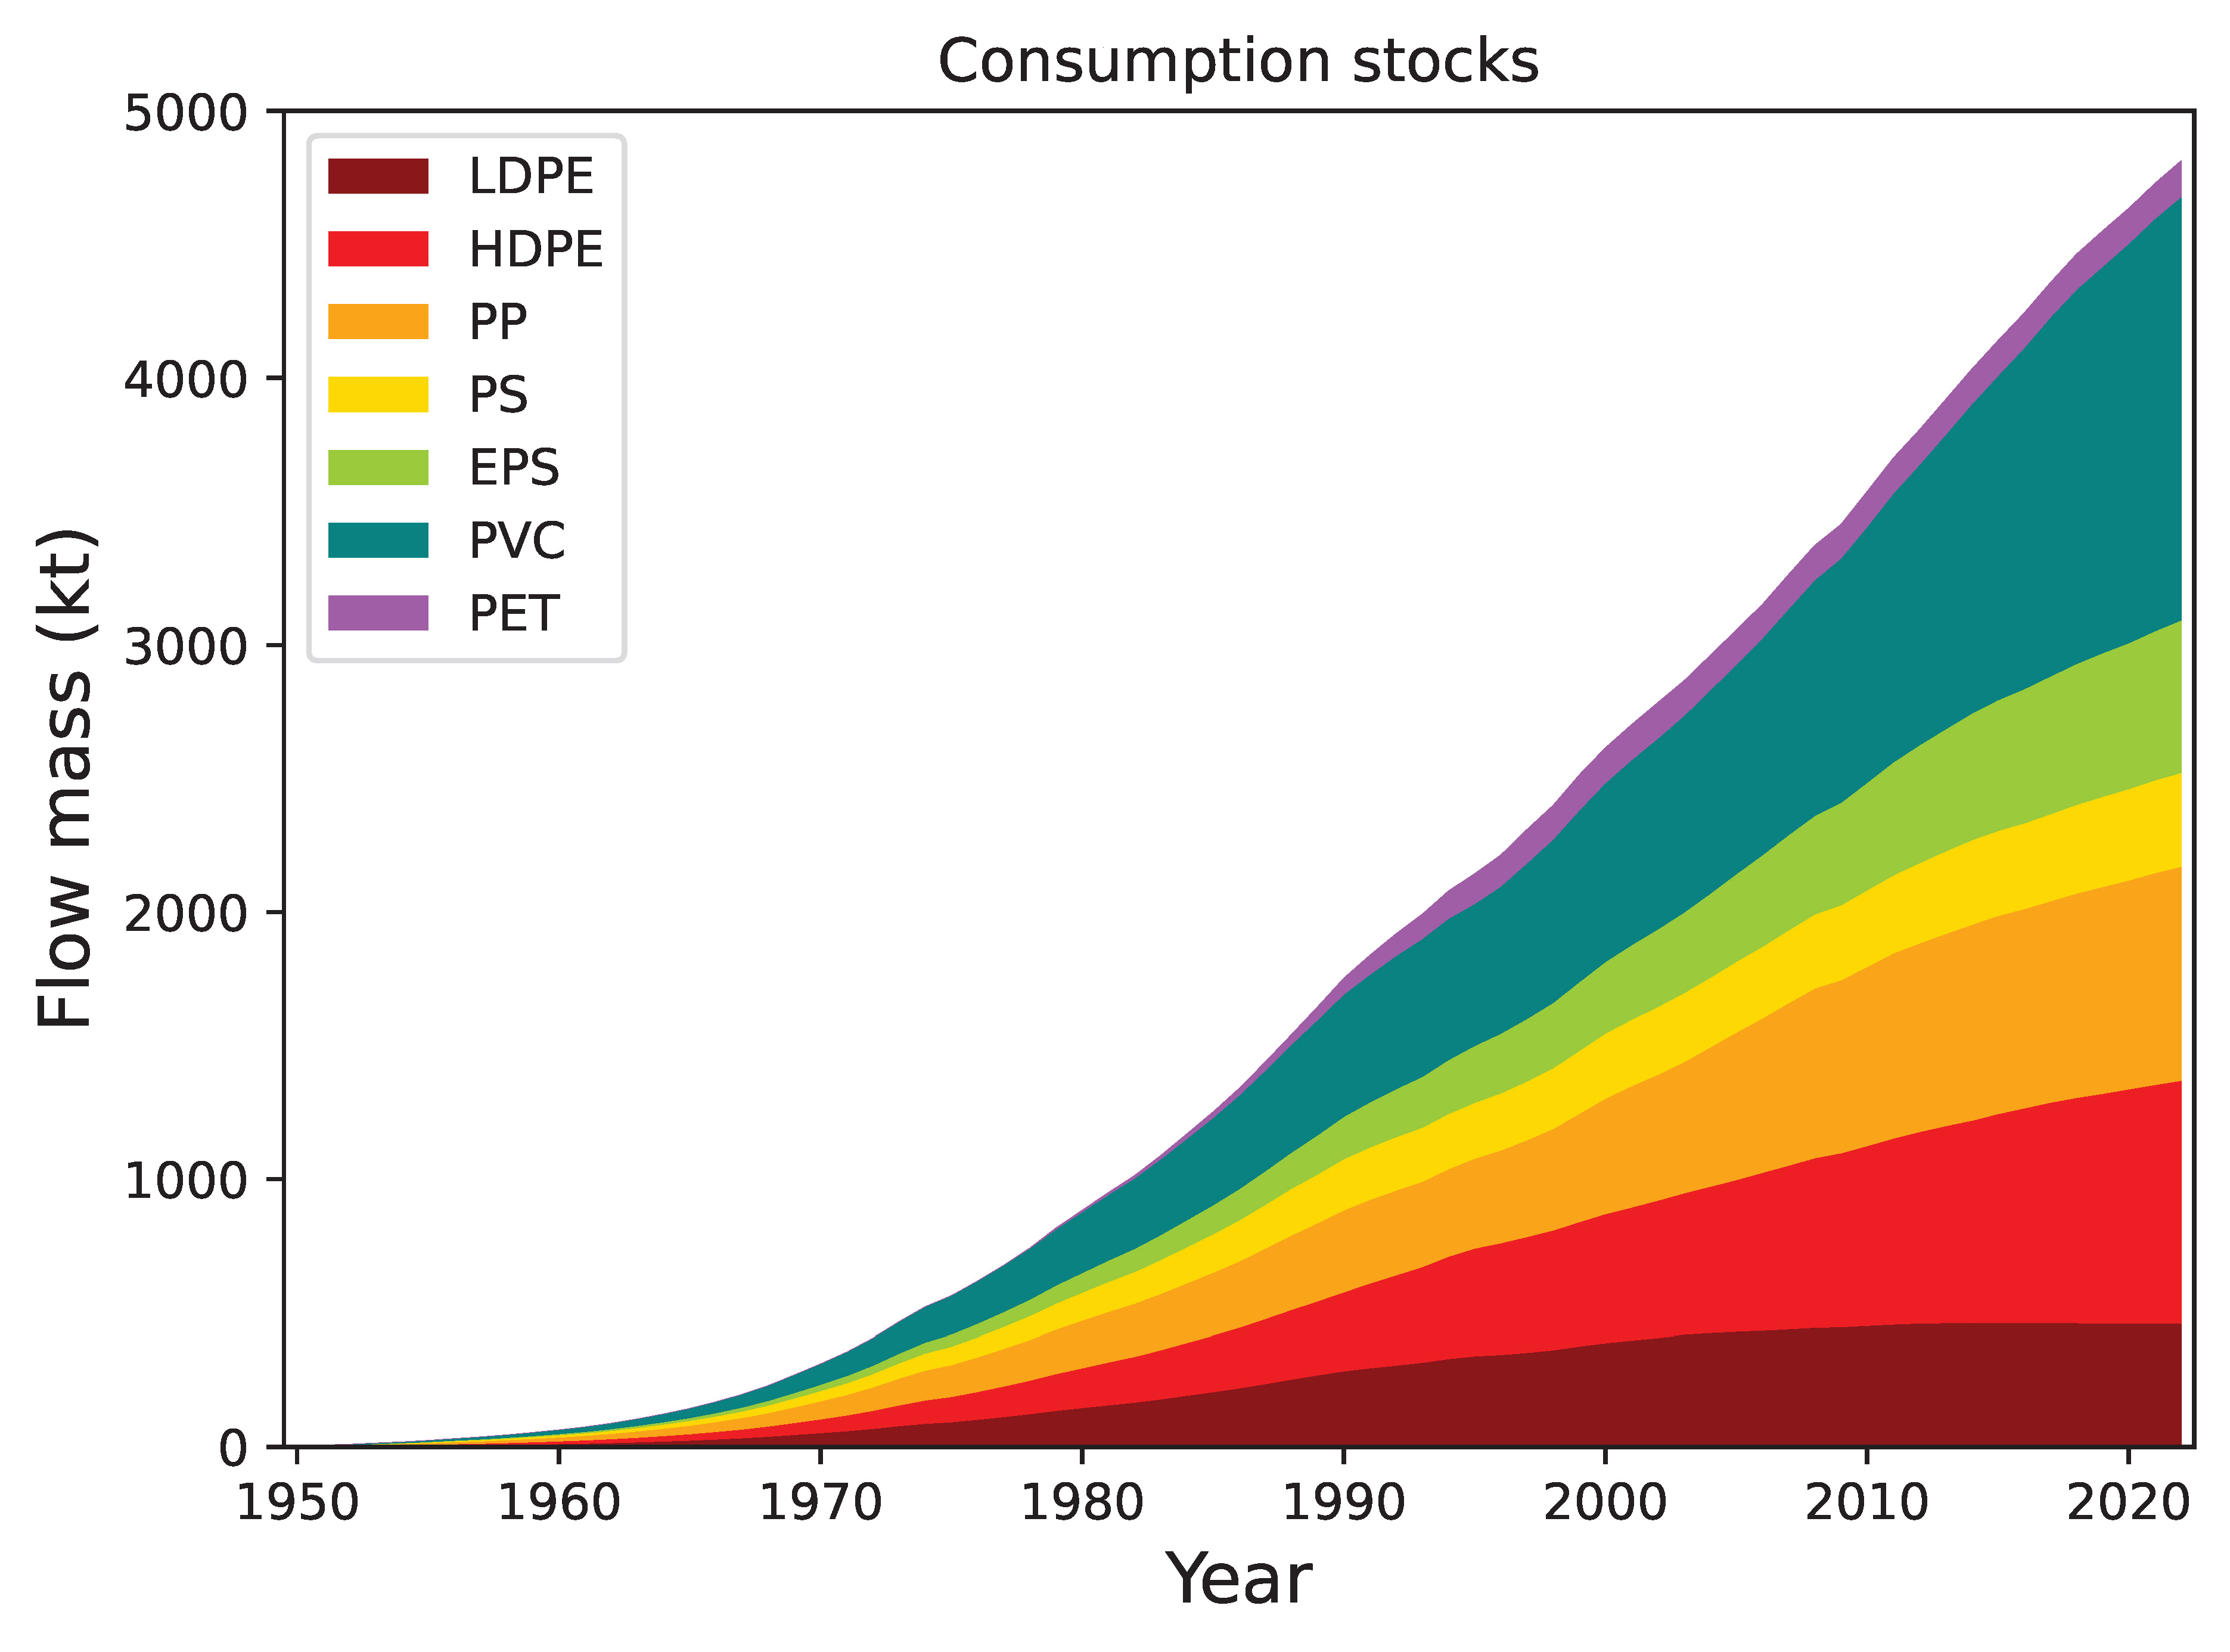 Consumption stocks
5000
4000
3000
2000
1000
0
Flow mass (kt)
LDPE
HDPE
PP
PS
EPS
PVC
PET
1950 1960 1970 1980 1990 2000 2010 2020
Year